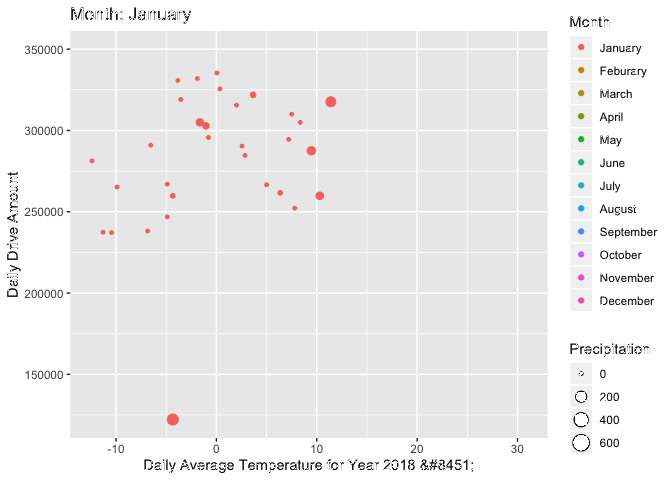 Month: January
350000
300000
250000
200000
150000
Daily Drive Amount
-10 0 10 20 30
Daily Average Temperature for Year 2018 &#8451;
Month
January
Feburary
March
April
May
June
July
August
September
October
November
December
Precipitation
0
200
400
600